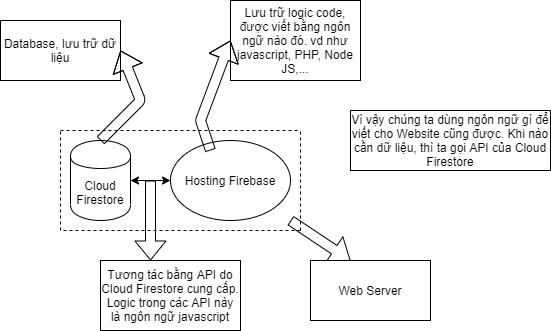 Database, lưu trữ dữ
liệu
Lưu trữ logic code,
được viết bằng ngôn
ngữ nào đó. vd như
javascript, PHP, Node
JS,...
Vì vậy chúng ta dùng ngôn ngữ gì để
viết cho Website cũng được. Khi nào
cần dữ liệu, thì ta gọi API của Cloud
Firestore
Cloud
Firestore
Hosting Firebase
Tương tác bằng API do
Cloud Firestore cung cấp.
Logic trong các API này
là ngôn ngữ javascript
Web Server